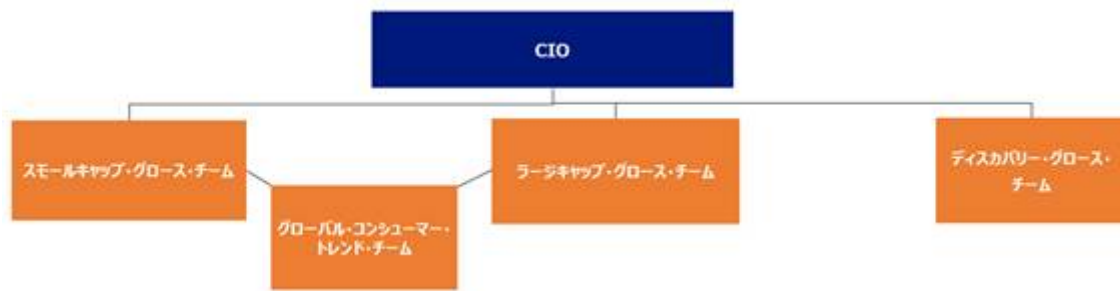 CIO
スモールキャップ・グロース・チーム
ラージキャップ・グロース・チーム
ディスカバリー・グロース・
チーム
グローバル・コンシューマー・
トレンド・チーム